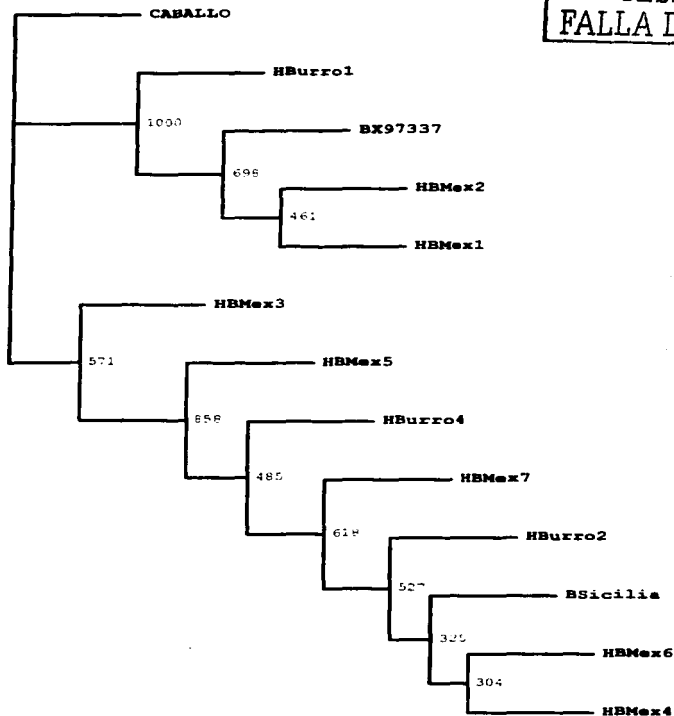 CABALLO
FALLA D
HBurro1
1000
BX97337
698
HBMex2
461
HBMex1
HBMex3
571
HBMex5
858
HBurro4
485
HBMex7
618
HBurro2
527
BSicilia
HBMex6
304
HBMex4